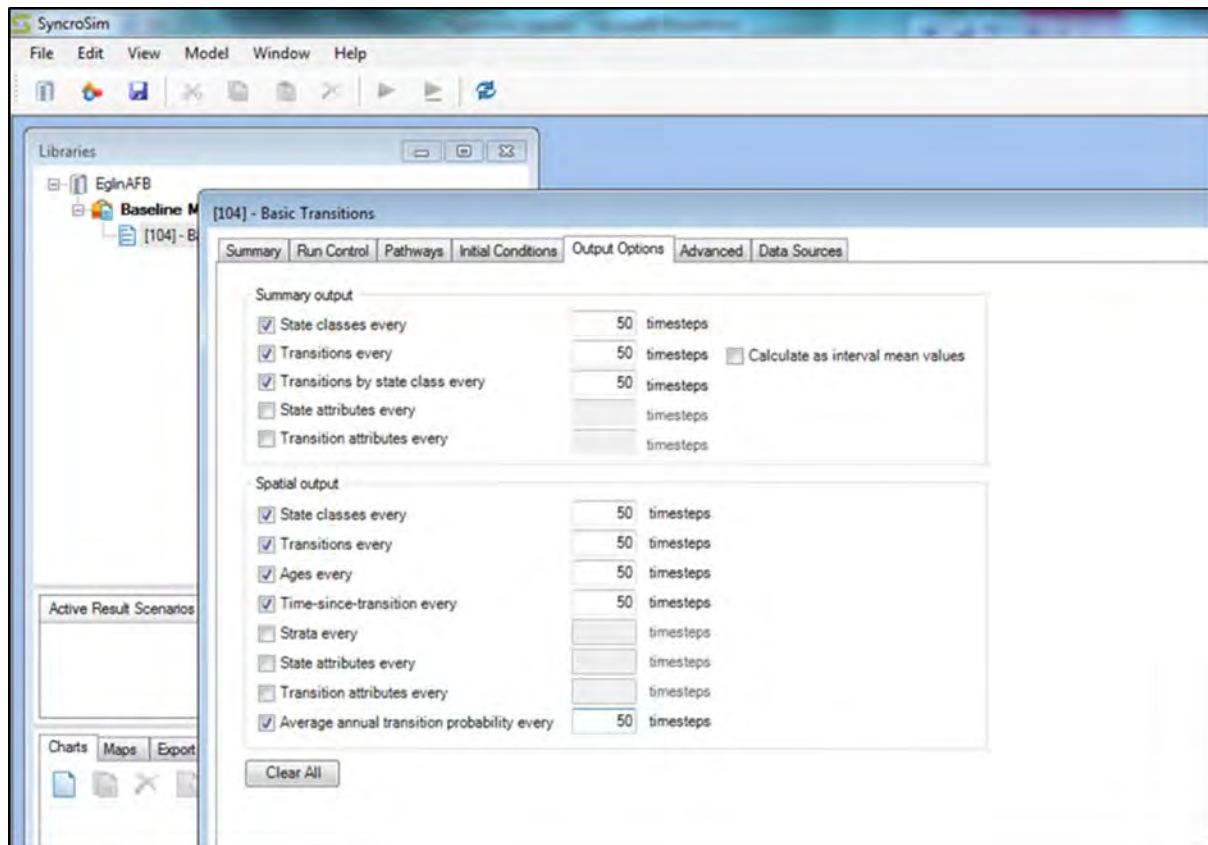 SyncroSim
File Edit View Model Window Help
Libraries
EglinAFB
Baseline M
[104] - B
[104] - Basic Transitions
Summary Run Control Pathways Initial Conditions Output Options Advanced Data Sources
Summary output
State classes every 50 timesteps
Transitions every 50 timesteps Calculate as interval mean values
Transitions by state class every 50 timesteps
State attributes every timesteps
Transition attributes every timesteps
Spatial output
State classes every 50 timesteps
Transitions every 50 timesteps
Ages every 50 timesteps
Time-since-transition every 50 timesteps
Strata every timesteps
State attributes every timesteps
Transition attributes every timesteps
Average annual transition probability every 50 timesteps
Clear All
Active Result Scenarios
Charts Maps Export